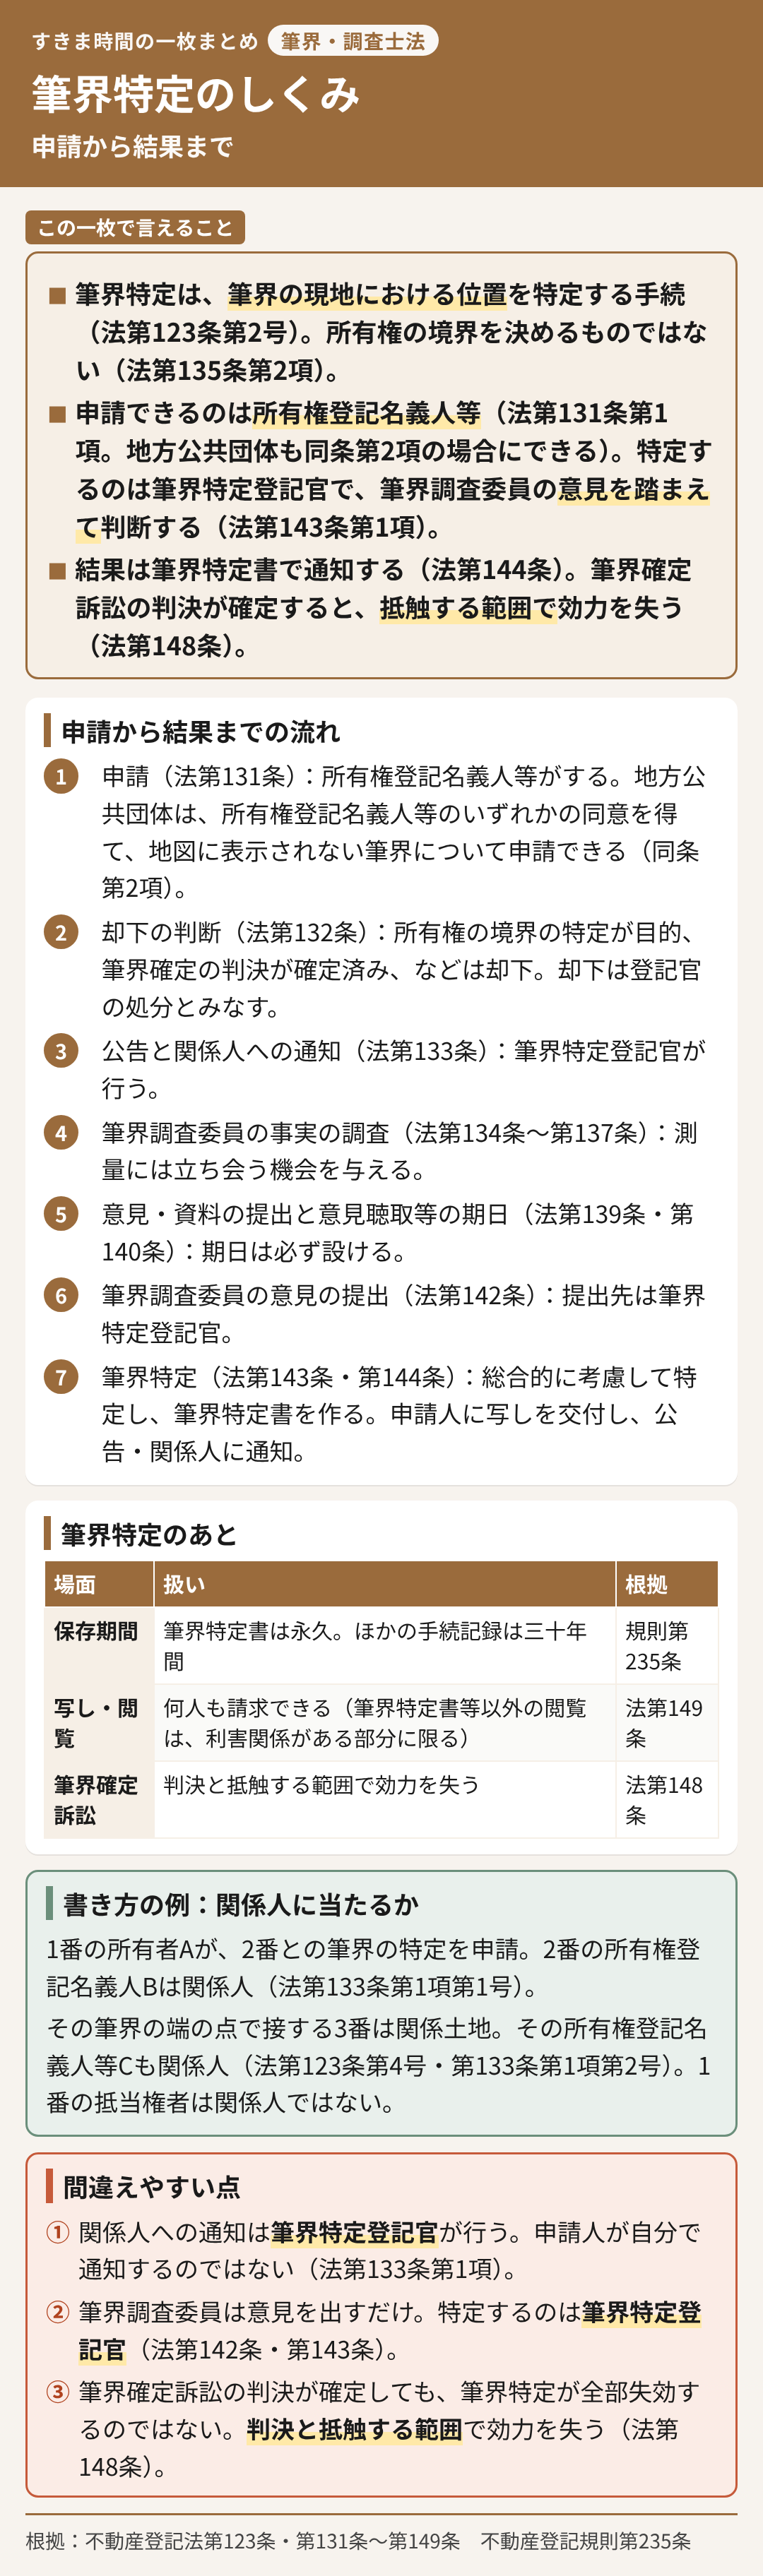 すきま時間の一枚まとめ 筆界・調査士法
筆界特定のしくみ
申請から結果まで
この一枚で言えること
■ 筆界特定は、筆界の現地における位置を特定する手続
（法第123条第2号）。所有権の境界を決めるものではな
い（法第135条第2項）。
■ 申請できるのは所有権登記名義人等（法第131条第1
項。地方公共団体も同条第2項の場合にできる）。特定す
るのは筆界特定登記官で、筆界調査委員の意見を踏まえ
て判断する（法第143条第1項）。
■ 結果は筆界特定書で通知する（法第144条）。筆界確定
訴訟の判決が確定すると、抵触する範囲で効力を失う
（法第148条）。
申請から結果までの流れ
1 申請（法第131条）：所有権登記名義人等がする。地方公
共団体は、所有権登記名義人等のいずれかの同意を得
て、地図に表示されない筆界について申請できる（同条
第2項）。
2 却下の判断（法第132条）：所有権の境界の特定が目的、
筆界確定の判決が確定済み、などは却下。却下は登記官
の処分とみなす。
3 公告と関係人への通知（法第133条）：筆界特定登記官が
行う。
4 筆界調査委員の事実の調査（法第134条～第137条）：測
量には立ち会う機会を与える。
5 意見・資料の提出と意見聴取等の期日（法第139条・第
140条）：期日は必ず設ける。
6 筆界調査委員の意見の提出（法第142条）：提出先は筆界
特定登記官。
7 筆界特定（法第143条・第144条）：総合的に考慮して特
定し、筆界特定書を作る。申請人に写しを交付し、公
告・関係人に通知。
筆界特定のあと
場面 扱い 根拠
保存期間 筆界特定書は永久。ほかの手続記録は三十年 規則第
間 235条
写し・閲 何人も請求できる（筆界特定書等以外の閲覧 法第149
覧 は、利害関係がある部分に限る） 条
筆界確定 判決と抵触する範囲で効力を失う 法第148
訴訟 条
書き方の例：関係人に当たるか
1番の所有者Aが、2番との筆界の特定を申請。2番の所有権登
記名義人Bは関係人（法第133条第1項第1号）。
その筆界の端の点で接する3番は関係土地。その所有権登記名
義人等Cも関係人（法第123条第4号・第133条第1項第2号）。1
番の抵当権者は関係人ではない。
間違えやすい点
① 関係人への通知は筆界特定登記官が行う。申請人が自分で
通知するのではない（法第133条第1項）。
② 筆界調査委員は意見を出すだけ。特定するのは筆界特定登
記官（法第142条・第143条）。
③ 筆界確定訴訟の判決が確定しても、筆界特定が全部失効す
るのではない。判決と抵触する範囲で効力を失う（法第
148条）。
根拠：不動産登記法第123条・第131条～第149条　不動産登記規則第235条